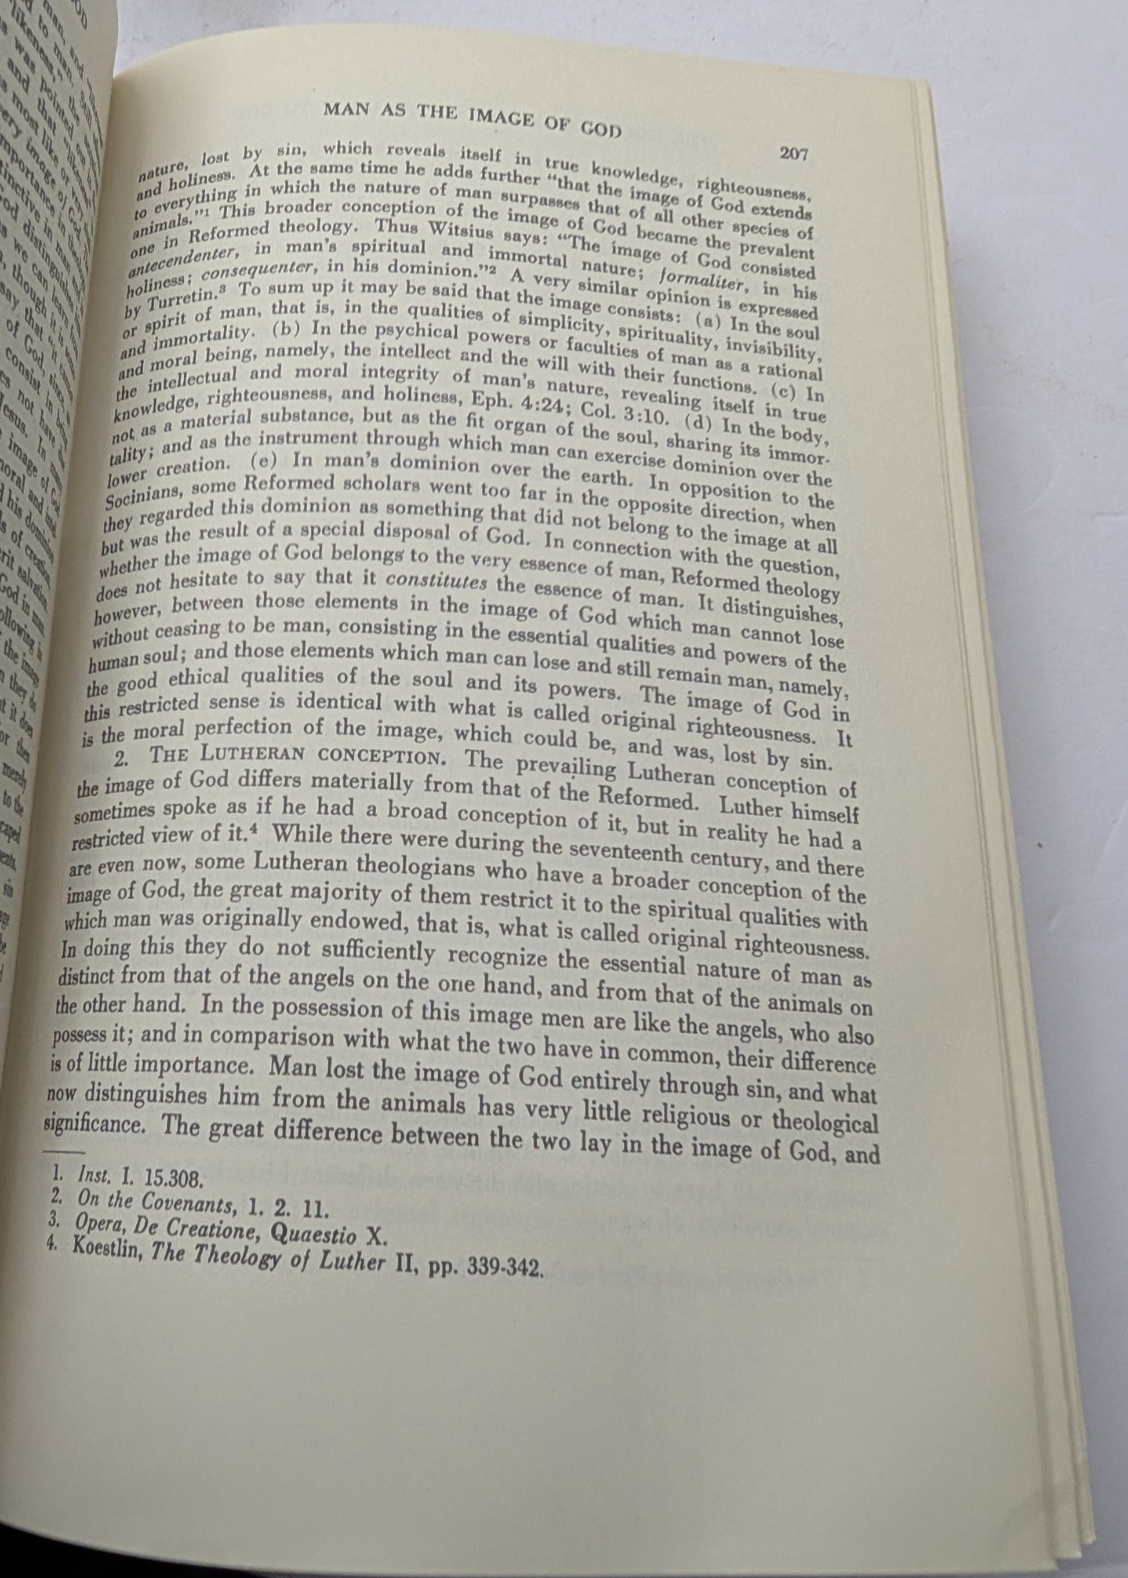 MAN AS THE IMAGE OF GOD
207
nature, lost by sin, which reveals itself in true knowledge, righteousness,
and holiness. At the same time he adds further “that the image of God extends
to everything in which the nature of man surpasses that of all other species of
animals.”1 This broader conception of the image of God became the prevalent
one in Reformed theology. Thus Witsius says: “The image of God consisted
antecendenter, in man's spiritual and immortal nature; formaliter, in his
holiness; consequenter, in his dominion.”2 A very similar opinion is expressed
by Turretin.3 To sum up it may be said that the image consists: (a) In the soul
or spirit of man, that is, in the qualities of simplicity, spirituality, invisibility,
and immortality. (b) In the psychical powers or faculties of man as a rational
and moral being, namely, the intellect and the will with their functions. (c) In
the intellectual and moral integrity of man's nature, revealing itself in true
knowledge, righteousness, and holiness, Eph. 4:24; Col. 3:10. (d) In the body,
not as a material substance, but as the fit organ of the soul, sharing its immor-
tality; and as the instrument through which man can exercise dominion over the
lower creation. (e) In man's dominion over the earth. In opposition to the
Socinians, some Reformed scholars went too far in the opposite direction, when
they regarded this dominion as something that did not belong to the image at all
but was the result of a special disposal of God. In connection with the question,
whether the image of God belongs to the very essence of man, Reformed theology
does not hesitate to say that it constitutes the essence of man. It distinguishes,
however, between those elements in the image of God which man cannot lose
without ceasing to be man, consisting in the essential qualities and powers of the
human soul; and those elements which man can lose and still remain man, namely,
the good ethical qualities of the soul and its powers. The image of God in
this restricted sense is identical with what is called original righteousness. It
is the moral perfection of the image, which could be, and was, lost by sin.
2. THE LUTHERAN CONCEPTION. The prevailing Lutheran conception of
the image of God differs materially from that of the Reformed. Luther himself
sometimes spoke as if he had a broad conception of it, but in reality he had a
restricted view of it.4 While there were during the seventeenth century, and there
are even now, some Lutheran theologians who have a broader conception of the
image of God, the great majority of them restrict it to the spiritual qualities with
which man was originally endowed, that is, what is called original righteousness.
In doing this they do not sufficiently recognize the essential nature of man as
distinct from that of the angels on the one hand, and from that of the animals on
the other hand. In the possession of this image men are like the angels, who also
possess it; and in comparison with what the two have in common, their difference
is of little importance. Man lost the image of God entirely through sin, and what
now distinguishes him from the animals has very little religious or theological
significance. The great difference between the two lay in the image of God, and
1. Inst. I. 15.308.
2. On the Covenants, 1. 2. 11.
3. Opera, De Creatione, Quaestio X.
4. Koestlin, The Theology of Luther II, pp. 339-342.